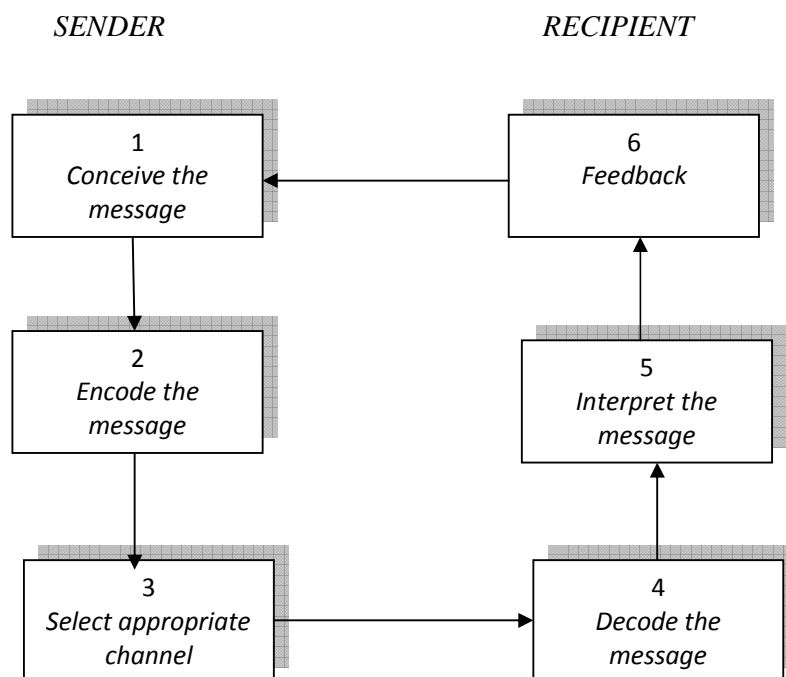 SENDER
RECIPIENT
1
Conceive the
message
2
Encode the
message
3
Select appropriate
channel
4
Decode the
message
5
Interpret the
message
6
Feedback